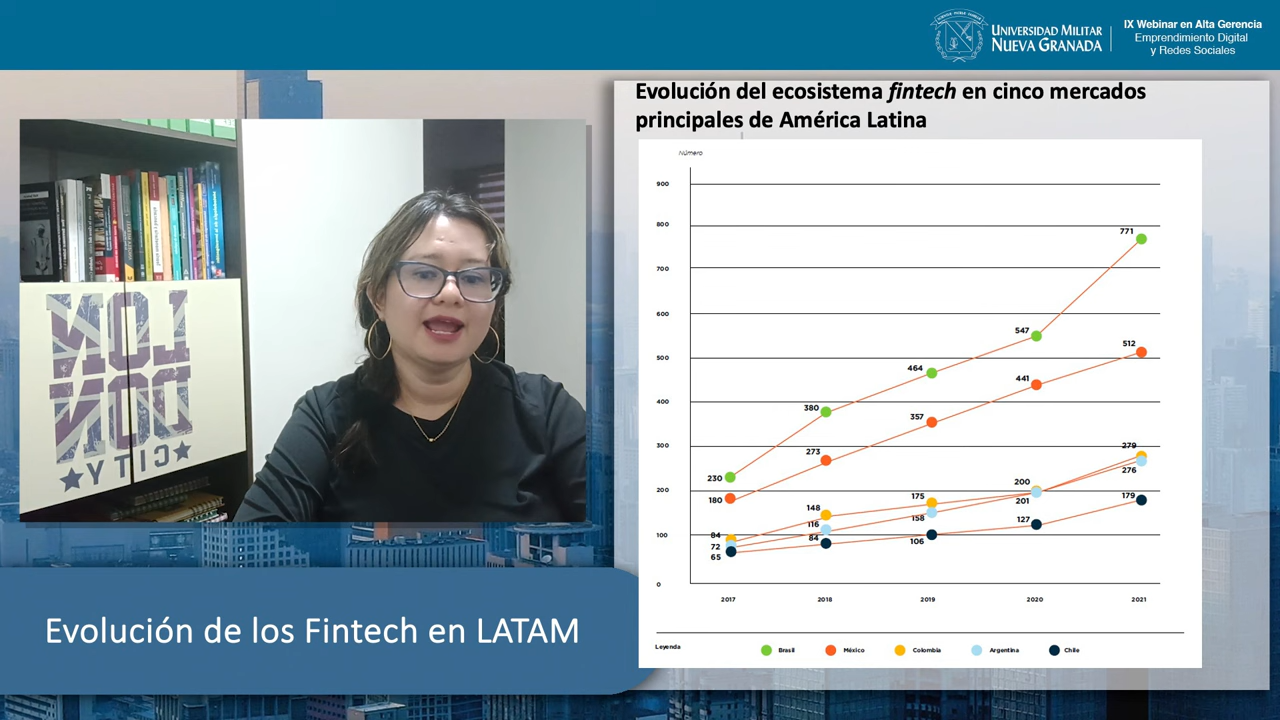 UNIVERSIDAD MILITAR
NUEVA GRANADA
IX Webinar en Alta Gerencia
Emprendimiento Digital
y Redes Sociales
Evolución del ecosistema fintech en cinco mercados
principales de América Latina
Número
900
800
700
600
500
400
300
200
100
0
230
380
464
547
771
180
273
357
441
512
84
148
175
200
279
72
116
158
201
276
65
84
106
127
179
2017
2018
2019
2020
2021
Leyenda
Brasil
México
Colombia
Argentina
Chile
LON
DON
CITY
Evolución de los Fintech en LATAM